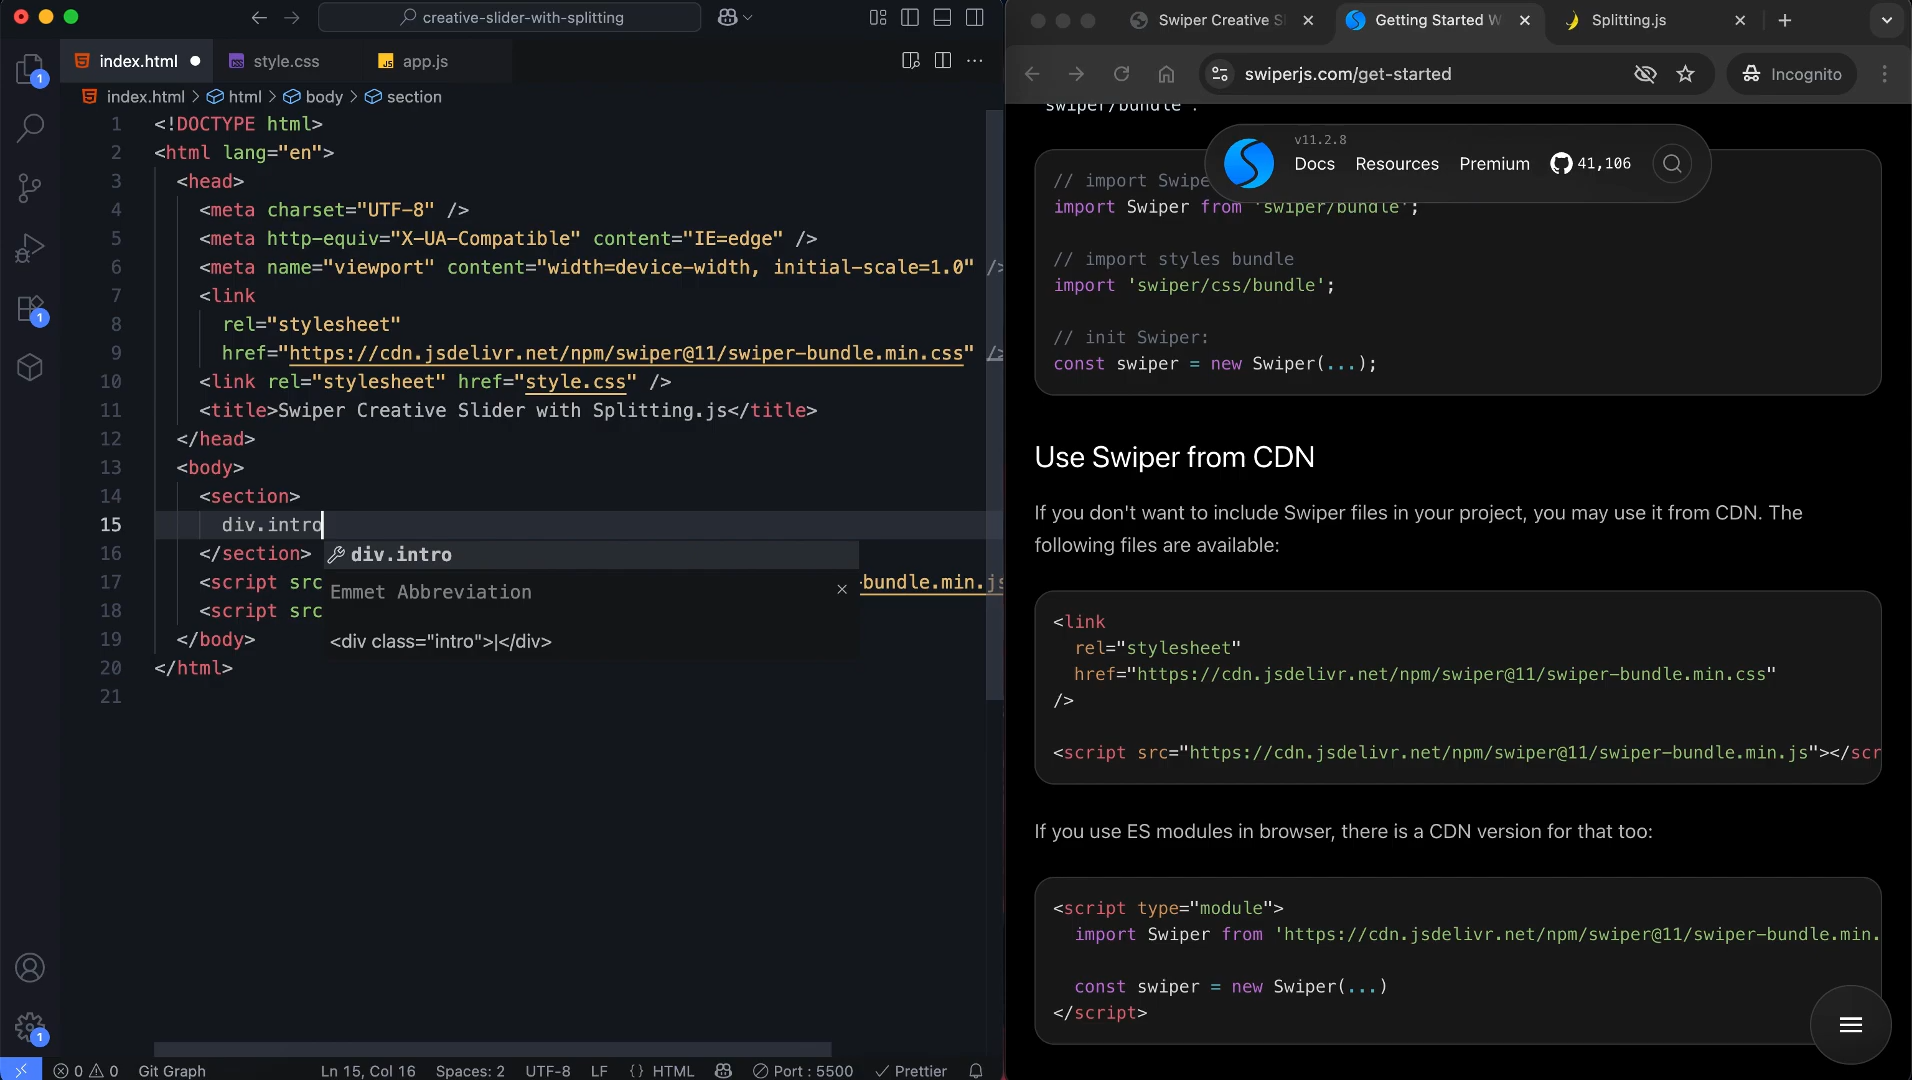 creative-slider-with-splitting
index.html
style.css
app.js
index.html > html > body > section
1 <!DOCTYPE html>
2 <html lang="en">
3 <head>
4 <meta charset="UTF-8" />
5 <meta http-equiv="X-UA-Compatible" content="IE=edge" />
6 <meta name="viewport" content="width=device-width, initial-scale=1.0" />
7 <link
8 rel="stylesheet"
9 href="https://cdn.jsdelivr.net/npm/swiper@11/swiper-bundle.min.css" />
10 <link rel="stylesheet" href="style.css" />
11 <title>Swiper Creative Slider with Splitting.js</title>
12 </head>
13 <body>
14 <section>
15 div.intro
16 </section>
17 <script src -bundle.min.js
18 <script src
19 </body>
20 </html>
21
div.intro
Emmet Abbreviation
<div class="intro">|</div>
1
1
1
0 0 Git Graph Ln 15, Col 16 Spaces: 2 UTF-8 LF {} HTML Port : 5500 Prettier
Swiper Creative Sl
Getting Started W
Splitting.js
swiperjs.com/get-started
Incognito
swiper/bundle`.
v11.2.8
Docs Resources Premium 41,106
// import Swipe
import Swiper from 'swiper/bundle';
// import styles bundle
import 'swiper/css/bundle';
// init Swiper:
const swiper = new Swiper(...);
Use Swiper from CDN
If you don't want to include Swiper files in your project, you may use it from CDN. The
following files are available:
<link
rel="stylesheet"
href="https://cdn.jsdelivr.net/npm/swiper@11/swiper-bundle.min.css"
/>
<script src="https://cdn.jsdelivr.net/npm/swiper@11/swiper-bundle.min.js"></scr
If you use ES modules in browser, there is a CDN version for that too:
<script type="module">
import Swiper from 'https://cdn.jsdelivr.net/npm/swiper@11/swiper-bundle.min.
const swiper = new Swiper(...)
</script>